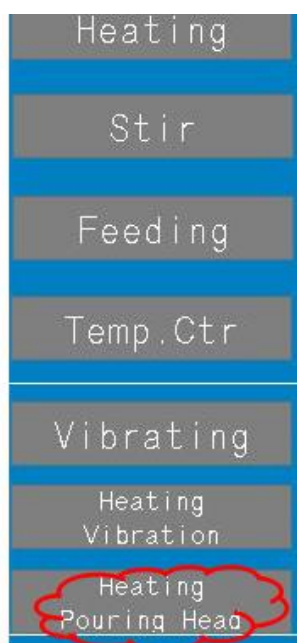 Heating
Stir
Feeding
Temp.Ctr
Vibrating
Heating
Vibration
Heating
Pouring Head